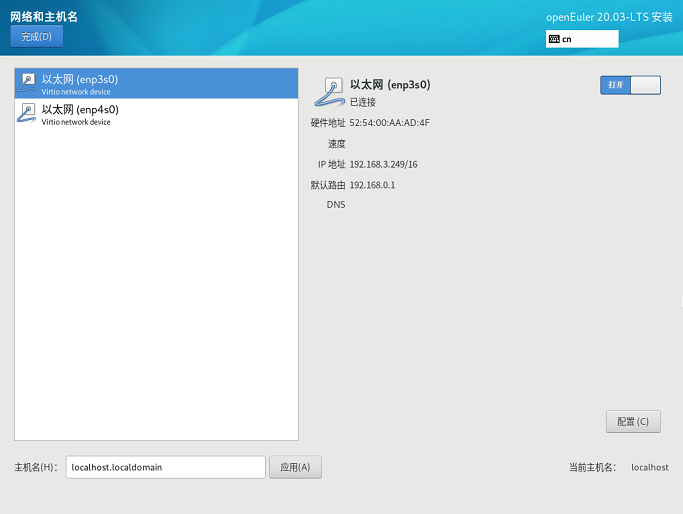 网络和主机名
完成(D)
openEuler 20.03-LTS 安装
cn
以太网 (enp3s0)
Virtio network device
以太网 (enp4s0)
Virtio network device
以太网 (enp3s0)
已连接
打开
硬件地址 52:54:00:AA:AD:4F
速度
IP 地址 192.168.3.249/16
默认路由 192.168.0.1
DNS
配置 (C)
主机名(H)： localhost.localdomain 应用(A) 当前主机名： localhost